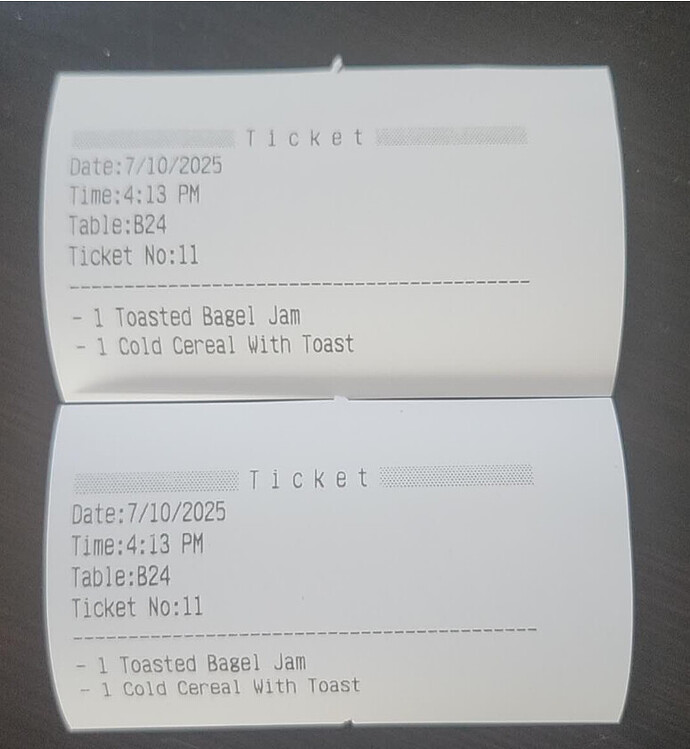 Ticket
Date:7/10/2025
Time:4:13 PM
Table:B24
Ticket No:11
- 1 Toasted Bagel Jam
- 1 Cold Cereal With Toast
Ticket
Date:7/10/2025
Time:4:13 PM
Table:B24
Ticket No:11
- 1 Toasted Bagel Jam
- 1 Cold Cereal With Toast